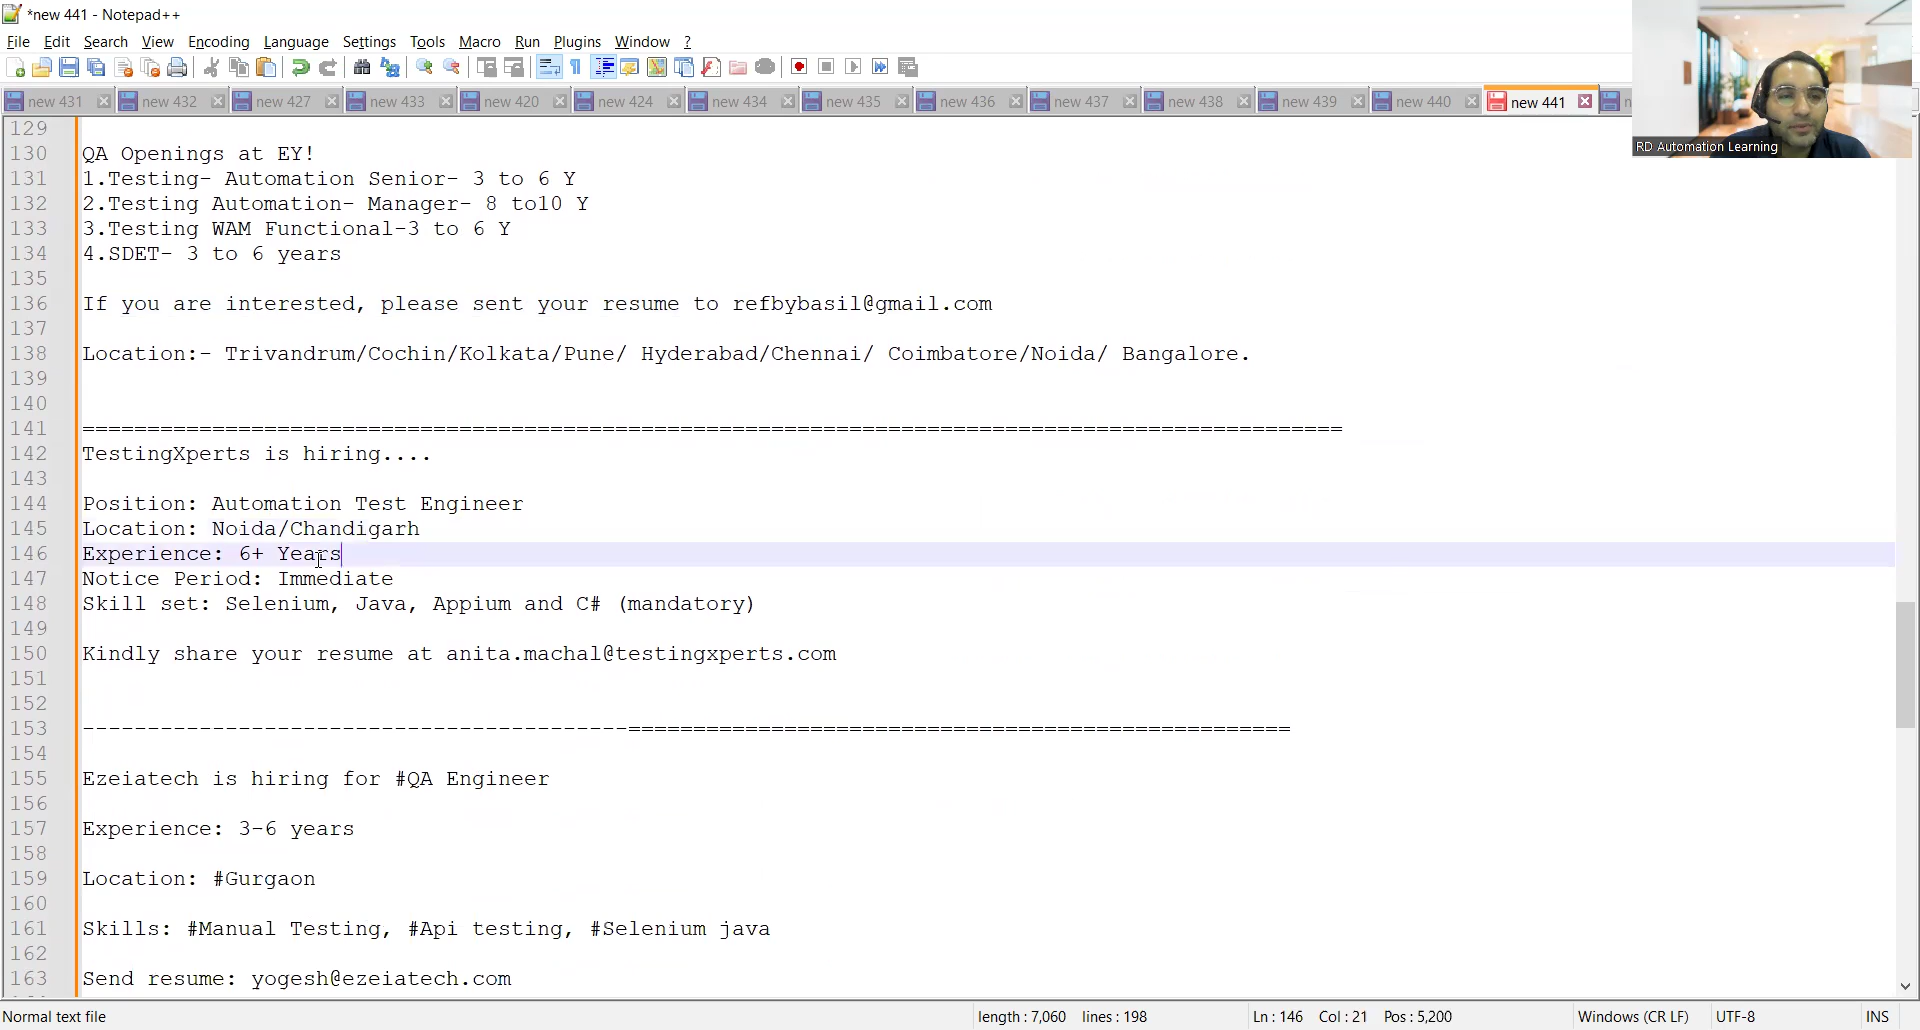 *new 441 - Notepad++
File Edit Search View Encoding Language Settings Tools Macro Run Plugins Window ?
new 431 new 432 new 427 new 433 new 420 new 424 new 434 new 435 new 436 new 437 new 438 new 439 new 440 new 441
RD Automation Learning
129
130 QA Openings at EY!
131 1.Testing- Automation Senior- 3 to 6 Y
132 2.Testing Automation- Manager- 8 to10 Y
133 3.Testing WAM Functional-3 to 6 Y
134 4.SDET- 3 to 6 years
135
136 If you are interested, please sent your resume to refbybasil@gmail.com
137
138 Location:- Trivandrum/Cochin/Kolkata/Pune/ Hyderabad/Chennai/ Coimbatore/Noida/ Bangalore.
139
140
141 =================================================================================================
142 TestingXperts is hiring....
143
144 Position: Automation Test Engineer
145 Location: Noida/Chandigarh
146 Experience: 6+ Years
147 Notice Period: Immediate
148 Skill set: Selenium, Java, Appium and C# (mandatory)
149
150 Kindly share your resume at anita.machal@testingxperts.com
151
152
153 ------------------------------------------===================================================
154
155 Ezeiatech is hiring for #QA Engineer
156
157 Experience: 3-6 years
158
159 Location: #Gurgaon
160
161 Skills: #Manual Testing, #Api testing, #Selenium java
162
163 Send resume: yogesh@ezeiatech.com
Normal text file length : 7,060 lines : 198 Ln : 146 Col : 21 Pos : 5,200 Windows (CR LF) UTF-8 INS